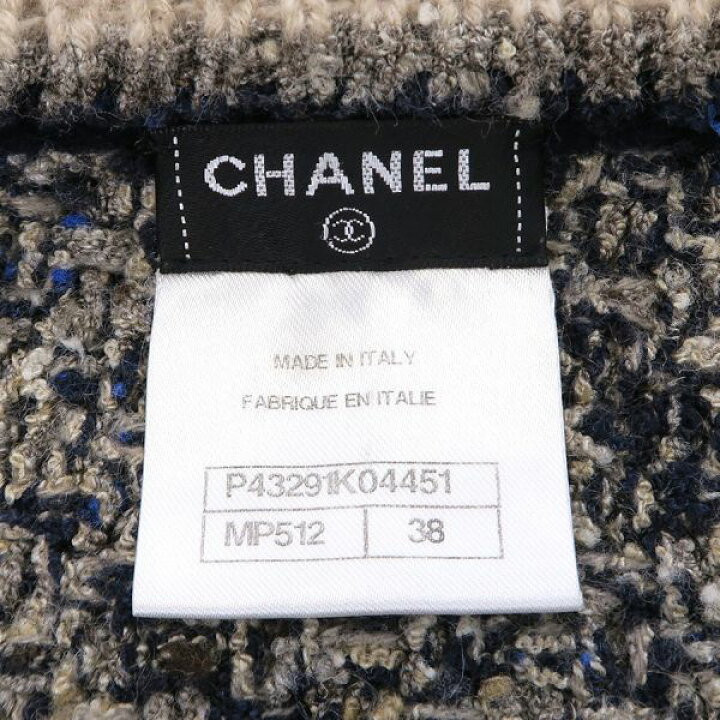 CHANEL
MADE IN ITALY
FABRIQUE EN ITALIE
P43291K04451
MP512 38